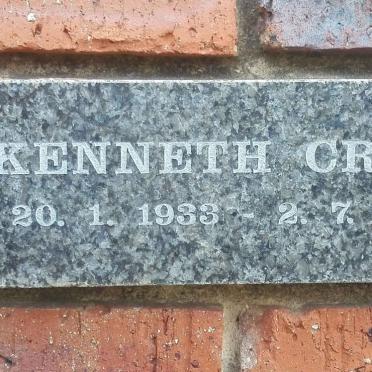 KENNETH CR
20. 1. 1933 - 2. 7.